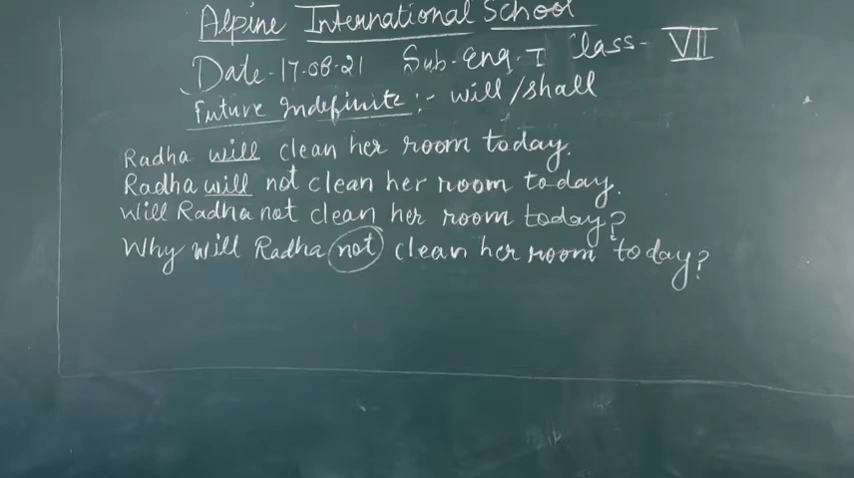 Alpine International School
Date-17-08-21 Sub-Eng-I Class- VII
Future Indefinite :- will/shall
Radha will clean her room today.
Radha will not clean her room today.
Will Radha not clean her room today?
Why will Radha not clean her room today?